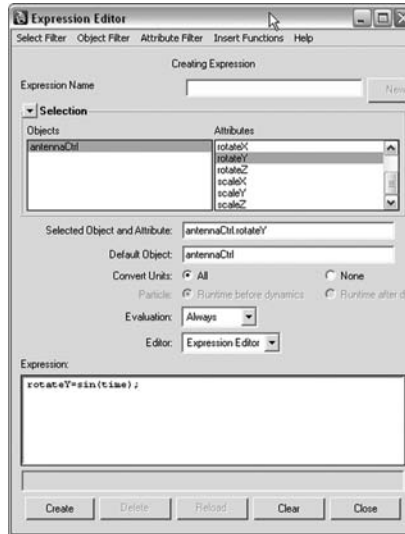 Expression Editor
Select Filter Object Filter Attribute Filter Insert Functions Help
Creating Expression
Expression Name New
Selection
Objects Attributes
antennaCtrl rotateX
rotateY
rotateZ
scaleX
scaleY
scaleZ
Selected Object and Attribute: antennaCtrl.rotateY
Default Object: antennaCtrl
Convert Units: All None
Particle: Runtime before dynamics Runtime after d
Evaluation: Always
Editor: Expression Editor
Expression:
rotateY=sin(time);
Create Delete Reload Clear Close